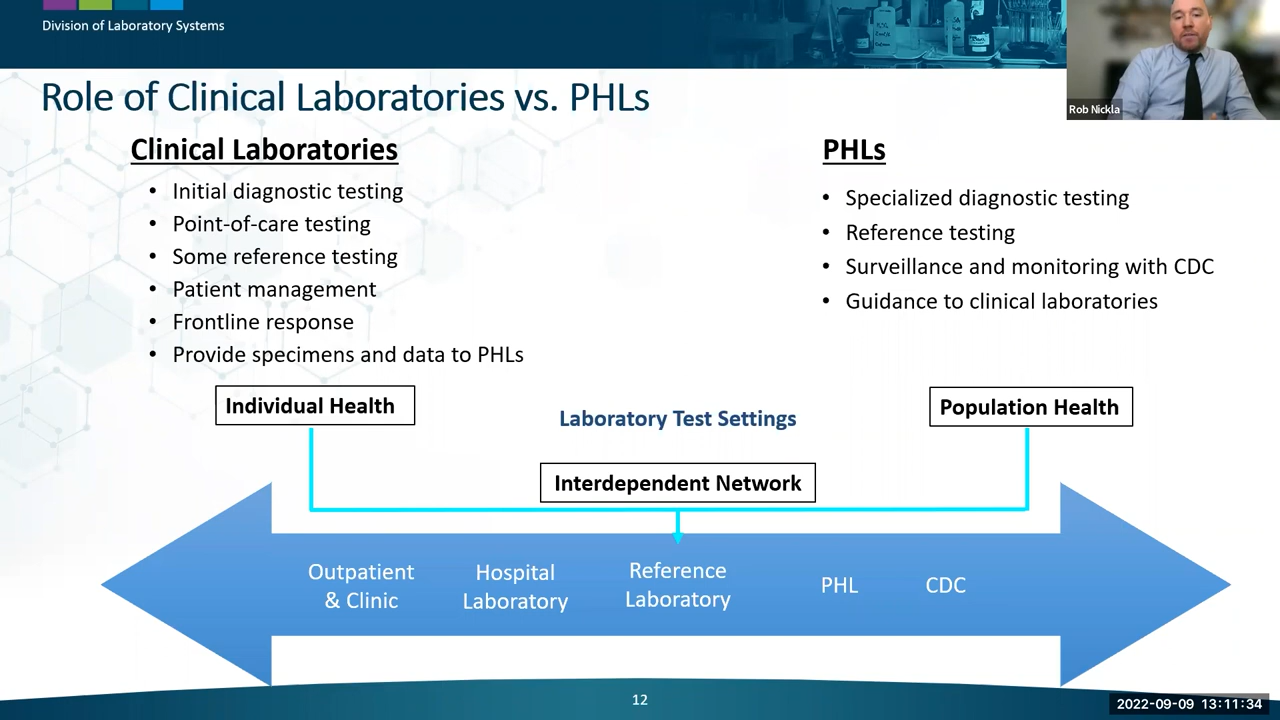 Division of Laboratory Systems
Rob Nickla
Role of Clinical Laboratories vs. PHLs
Clinical Laboratories
• Initial diagnostic testing
• Point-of-care testing
• Some reference testing
• Patient management
• Frontline response
• Provide specimens and data to PHLs
PHLs
• Specialized diagnostic testing
• Reference testing
• Surveillance and monitoring with CDC
• Guidance to clinical laboratories
Individual Health
Laboratory Test Settings
Population Health
Interdependent Network
Outpatient
& Clinic
Hospital
Laboratory
Reference
Laboratory
PHL
CDC
12
2022-09-09 13:11:34